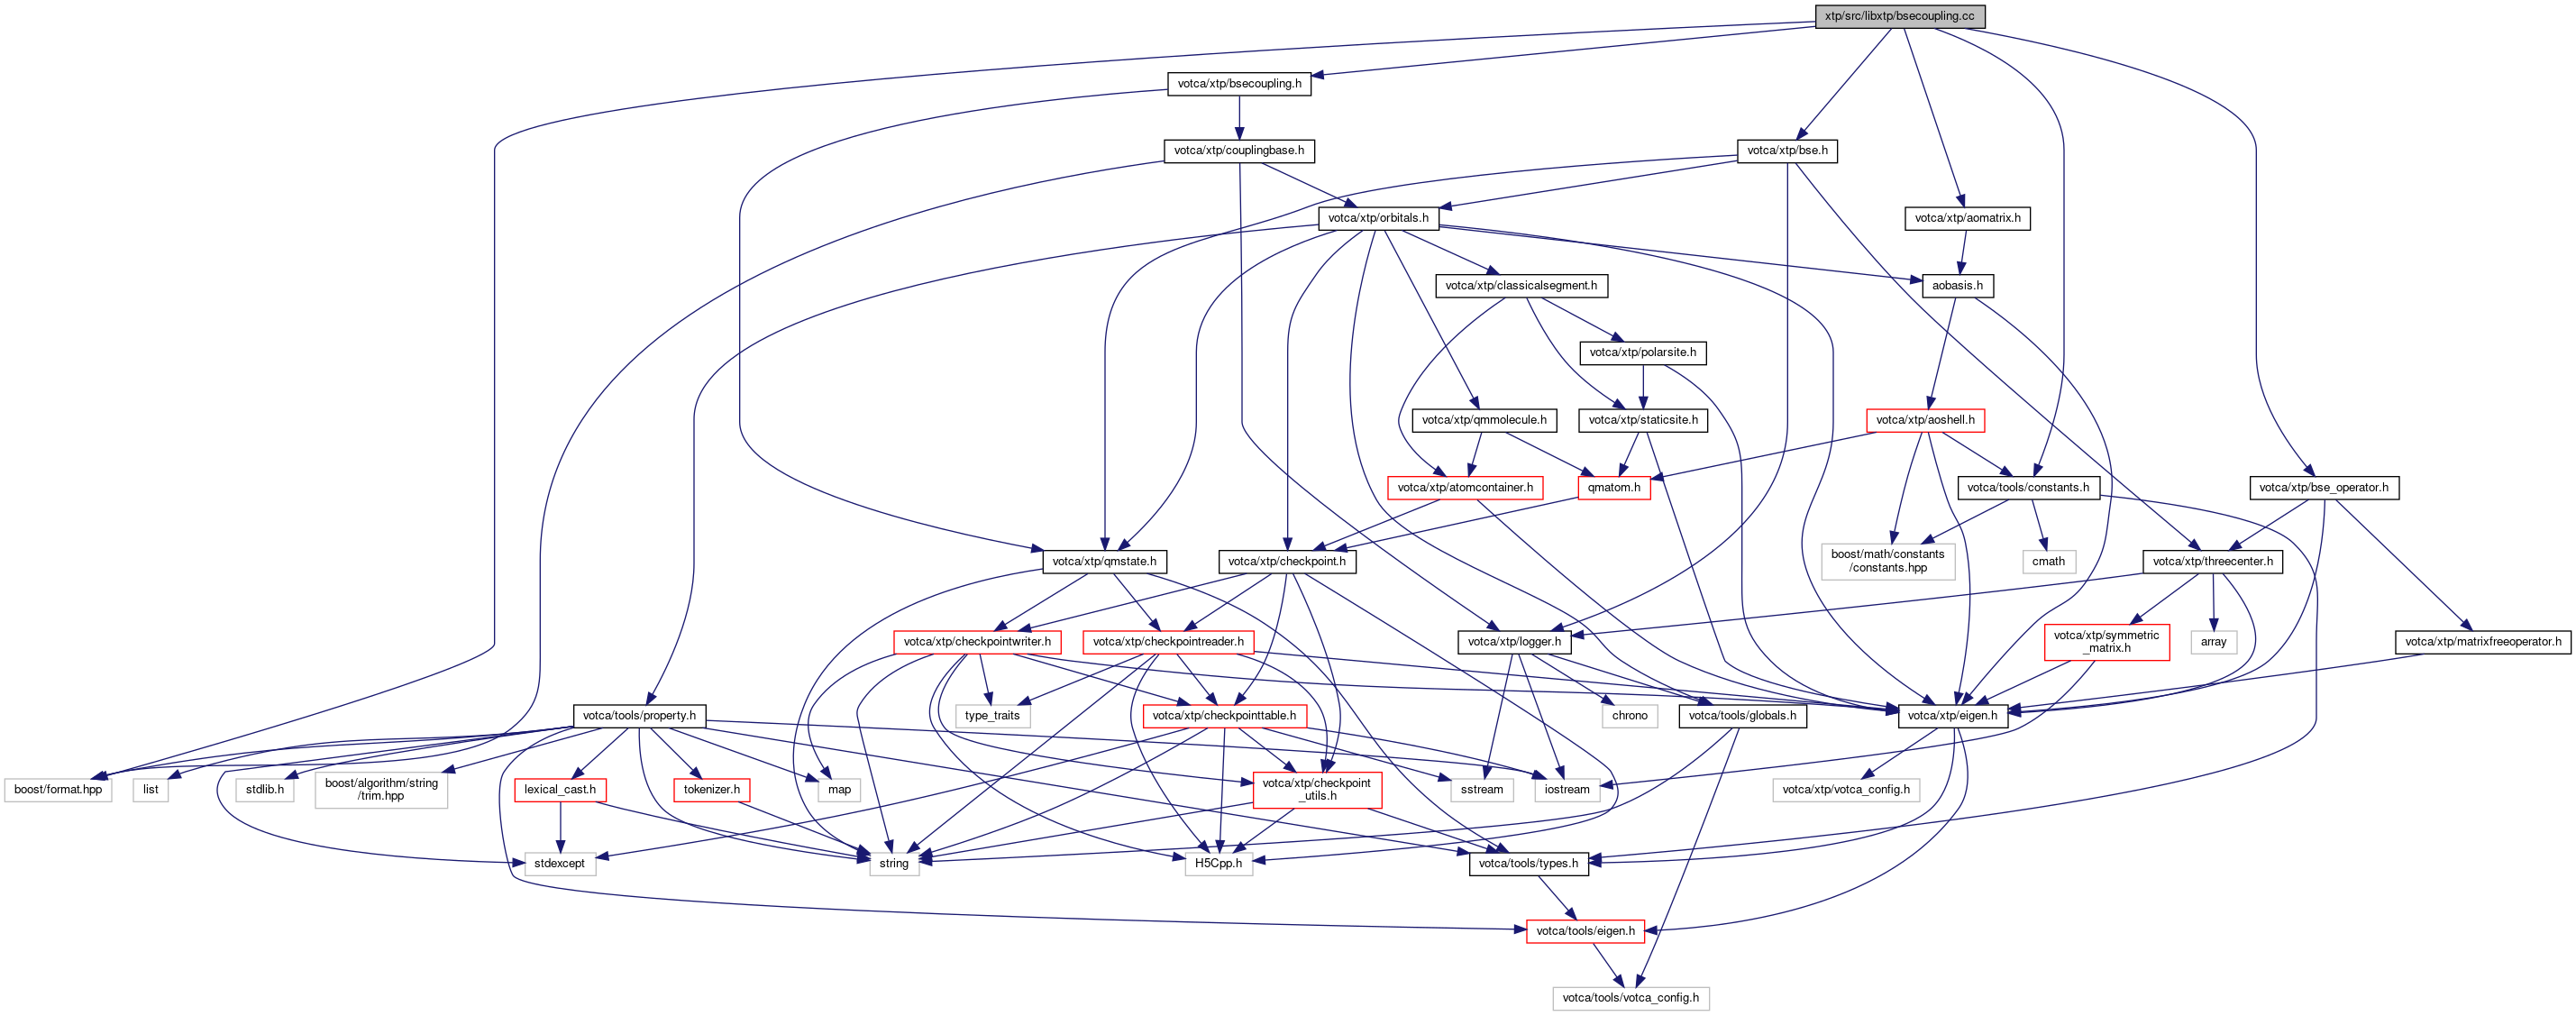 xtp/src/libxtp/bsecoupling.cc
votca/xtp/bsecoupling.h
votca/xtp/couplingbase.h
votca/xtp/bse.h
votca/xtp/orbitals.h
votca/xtp/aomatrix.h
votca/xtp/classicalsegment.h
aobasis.h
votca/xtp/polarsite.h
votca/xtp/qmmolecule.h
votca/xtp/staticsite.h
votca/xtp/aoshell.h
votca/xtp/atomcontainer.h
qmatom.h
votca/tools/constants.h
votca/xtp/bse_operator.h
votca/xtp/qmstate.h
votca/xtp/checkpoint.h
boost/math/constants
/constants.hpp
cmath
votca/xtp/threecenter.h
votca/xtp/checkpointwriter.h
votca/xtp/checkpointreader.h
votca/xtp/logger.h
votca/xtp/symmetric
_matrix.h
array
votca/xtp/matrixfreeoperator.h
votca/tools/property.h
type_traits
votca/xtp/checkpointtable.h
chrono
votca/tools/globals.h
votca/xtp/eigen.h
boost/format.hpp
list
stdlib.h
boost/algorithm/string
/trim.hpp
lexical_cast.h
tokenizer.h
map
votca/xtp/checkpoint
_utils.h
sstream
iostream
votca/xtp/votca_config.h
stdexcept
string
H5Cpp.h
votca/tools/types.h
votca/tools/eigen.h
votca/tools/votca_config.h